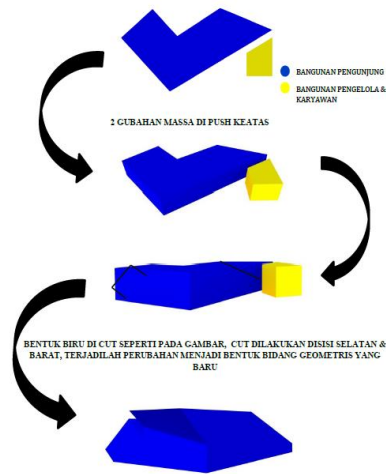 BANGUNAN PENGUNJUNG
BANGUNAN PENGELOLA &
KARYAWAN
2 GUBAHAN MASSA DI PUSH KEATAS
BENTUK BIRU DI CUT SEPERTI PADA GAMBAR, CUT DILAKUKAN DISISI SELATAN &
BARAT, TERJADILAH PERUBAHAN MENJADI BENTUK BIDANG GEOMETRIS YANG
BARU